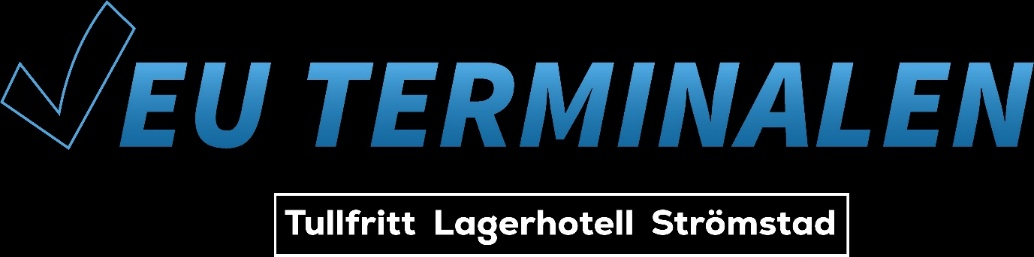 EU TERMINALEN
Tullfritt Lagerhotell Strömstad